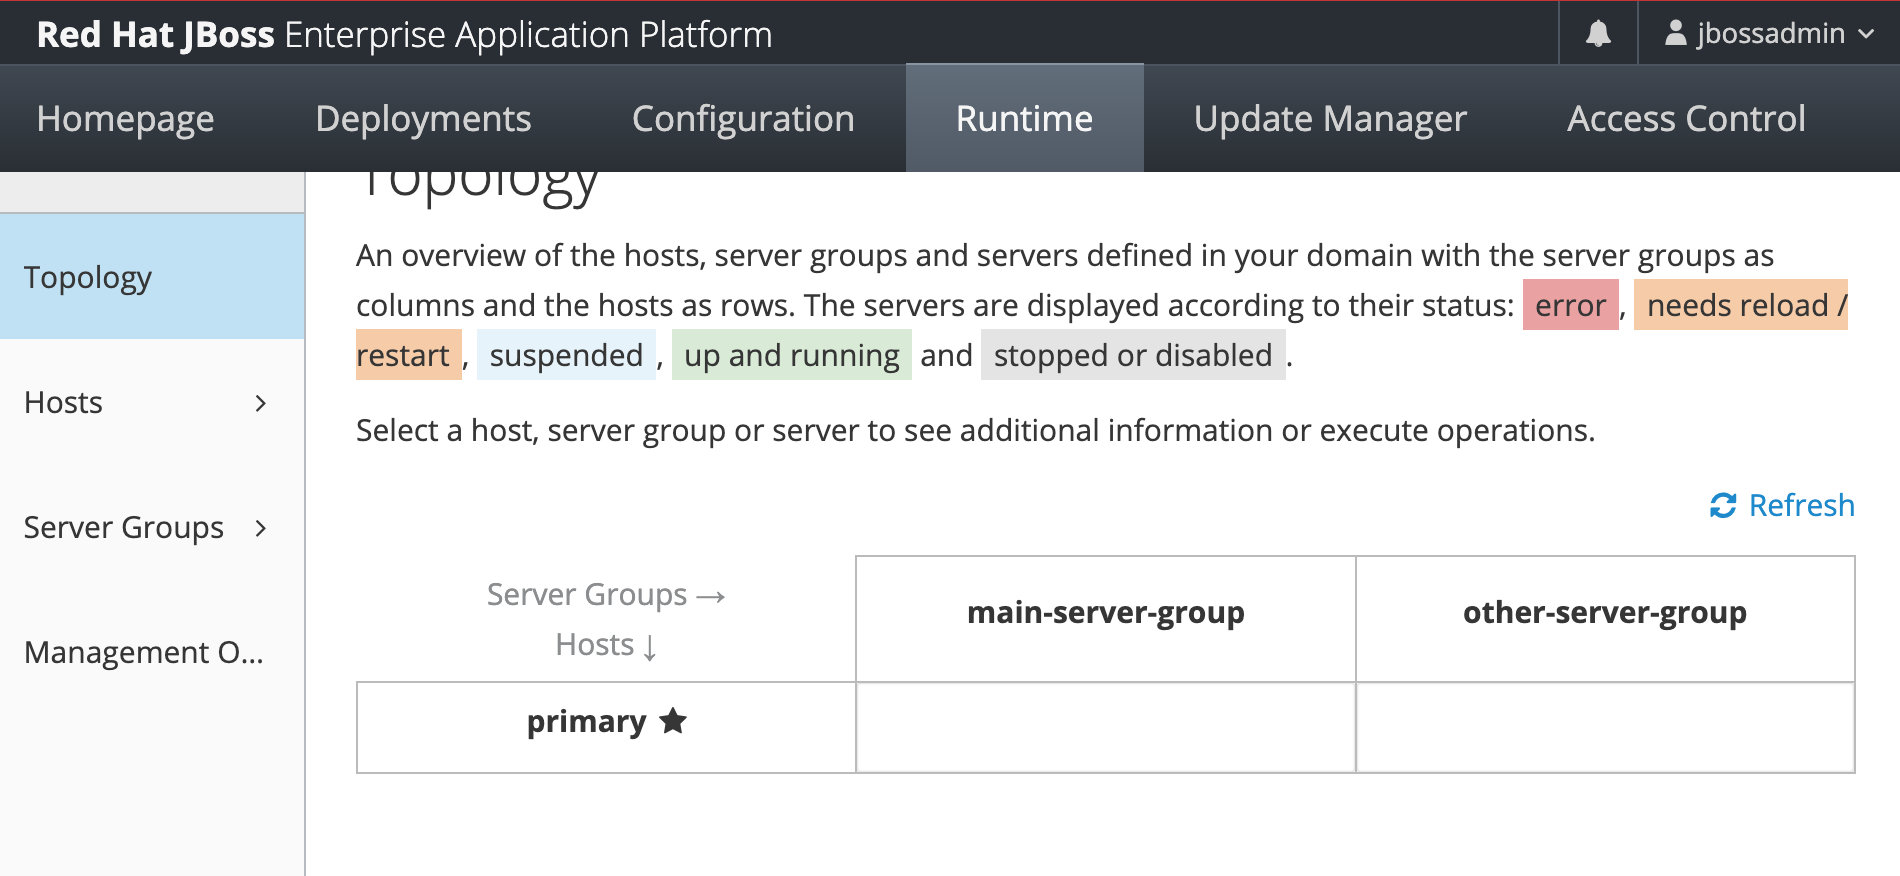 Red Hat JBoss Enterprise Application Platform
jbossadmin
Homepage
Deployments
Configuration
Runtime
Update Manager
Access Control
Topology
Hosts
Server Groups
Management O...
Topology
An overview of the hosts, server groups and servers defined in your domain with the server groups as
columns and the hosts as rows. The servers are displayed according to their status: error, needs reload /
restart, suspended, up and running and stopped or disabled.
Select a host, server group or server to see additional information or execute operations.
Refresh
Server Groups →
Hosts ↓
main-server-group
other-server-group
primary ★